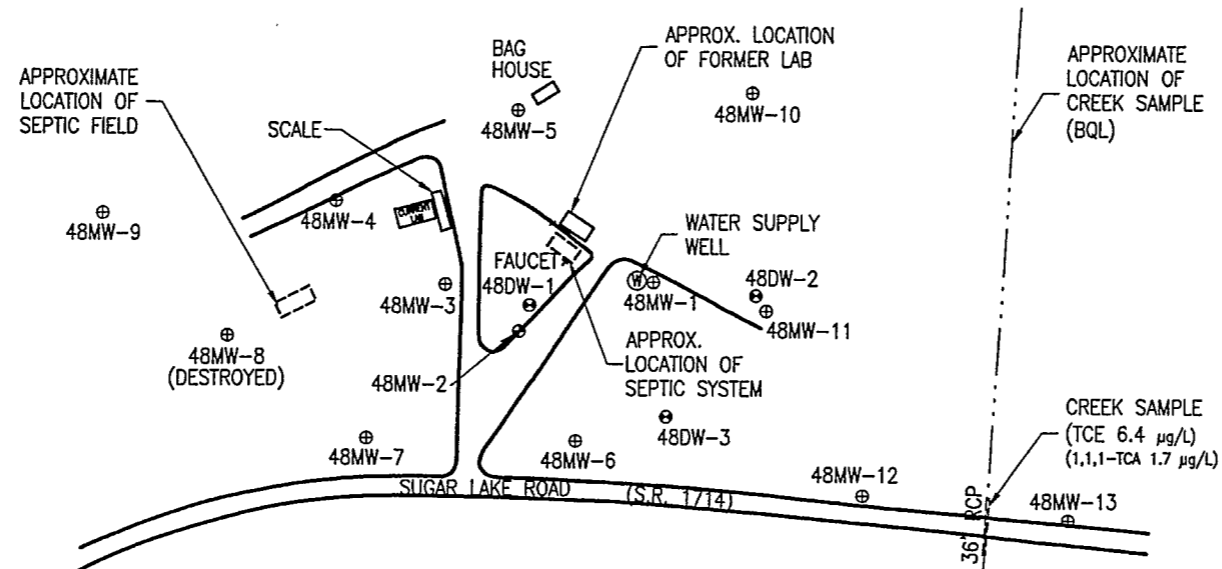 BAG
HOUSE
APPROX. LOCATION
OF FORMER LAB
APPROXIMATE
LOCATION OF
SEPTIC FIELD
SCALE
48MW-5
48MW-10
APPROXIMATE
LOCATION OF
CREEK SAMPLE
(BQL)
48MW-9
48MW-4
CURRENT
LAB
WATER SUPPLY
WELL
FAUCET
48DW-1
48MW-3
W
48MW-1
48DW-2
48MW-11
48MW-8
(DESTROYED)
48MW-2
APPROX.
LOCATION OF
SEPTIC SYSTEM
48DW-3
48MW-7
48MW-6
CREEK SAMPLE
(TCE 6.4 µg/L)
(1,1,1-TCA 1.7 µg/L)
48MW-12
48MW-13
SUGAR LAKE ROAD (S.R. 1714)
36" RCP